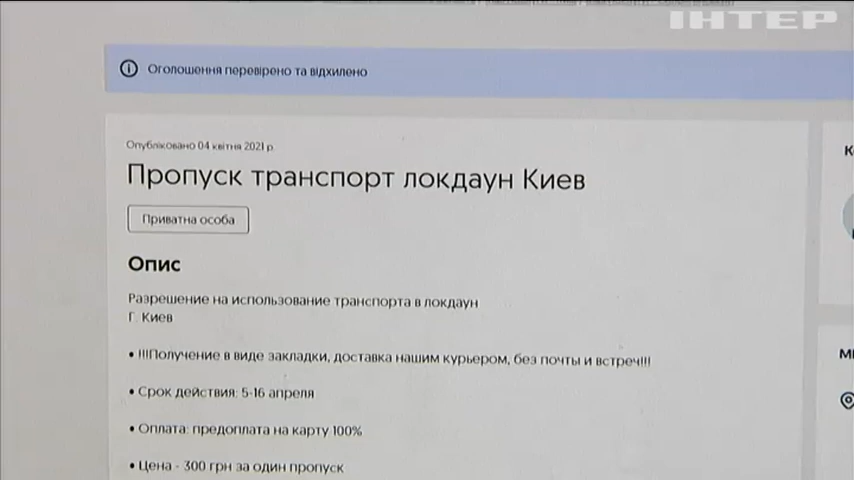 ІНТЕР
Оголошення перевірено та відхилено
Опубліковано 04 квітня 2021 р.
Пропуск транспорт локдаун Киев
Приватна особа
Опис
Разрешение на использование транспорта в локдаун
Г. Киев
• !!!Получение в виде закладки, доставка нашим курьером, без почты и встреч!!!
• Срок действия: 5-16 апреля
• Оплата: предоплата на карту 100%
• Цена - 300 грн за один пропуск